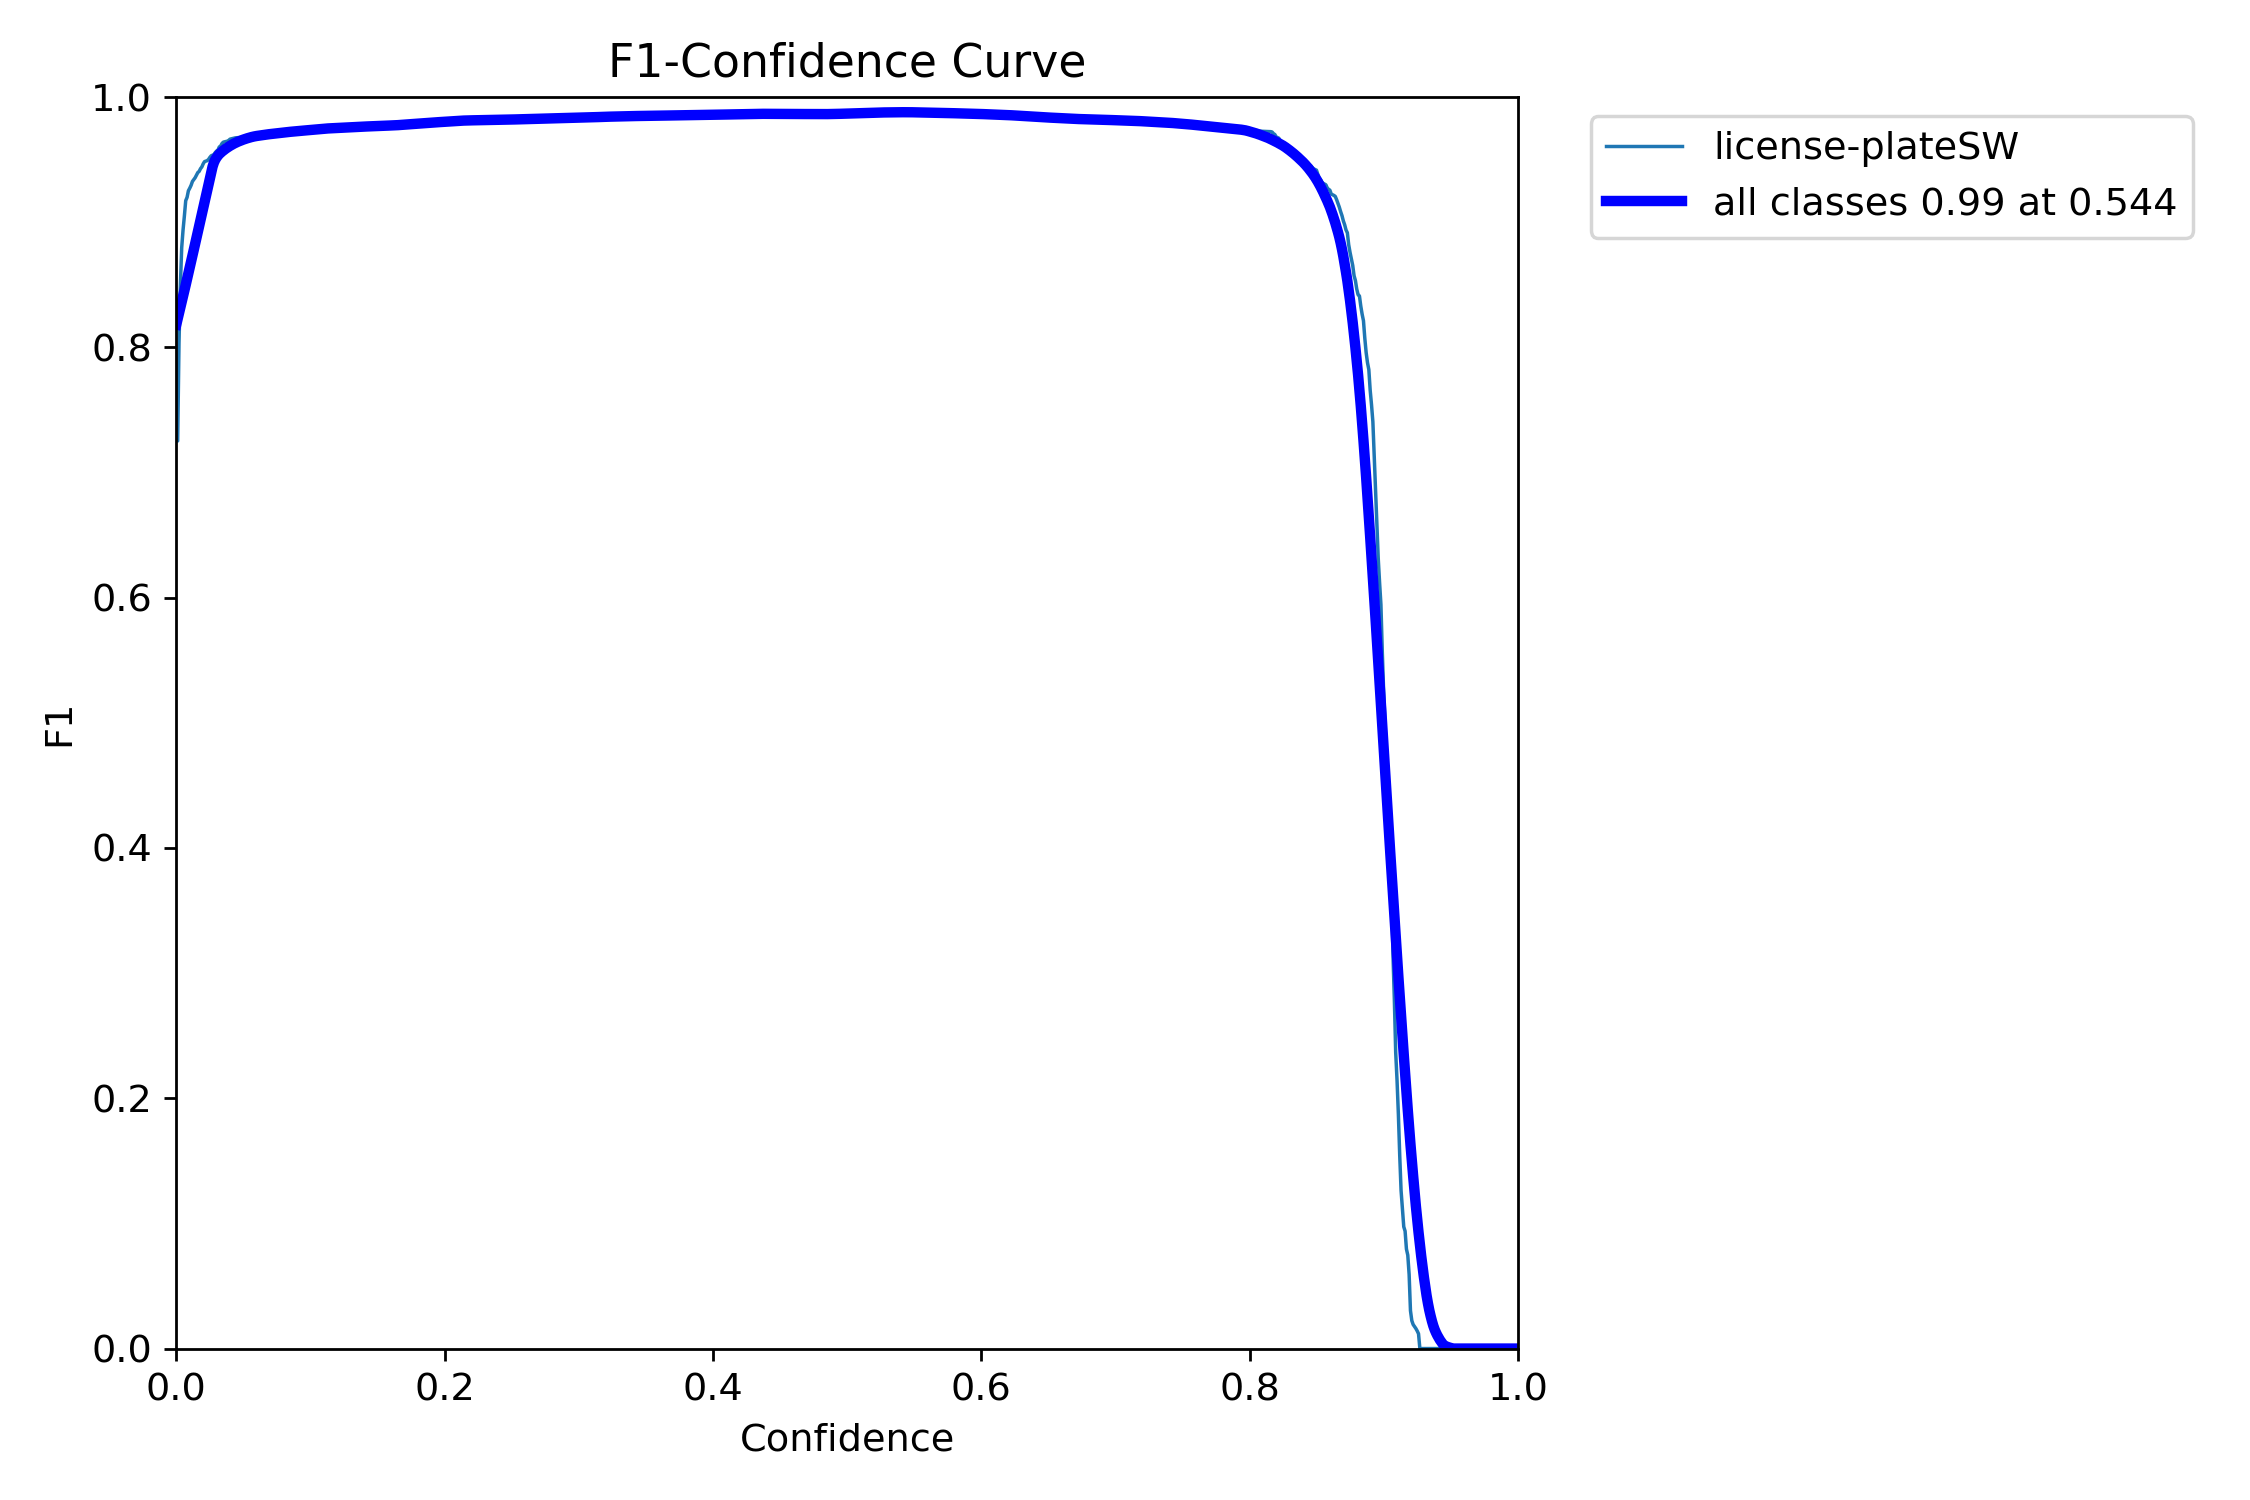 F1-Confidence Curve
license-plateSW
all classes 0.99 at 0.544
1.0
0.8
0.6
0.4
0.2
0.0
F1
0.0 0.2 0.4 0.6 0.8 1.0
Confidence